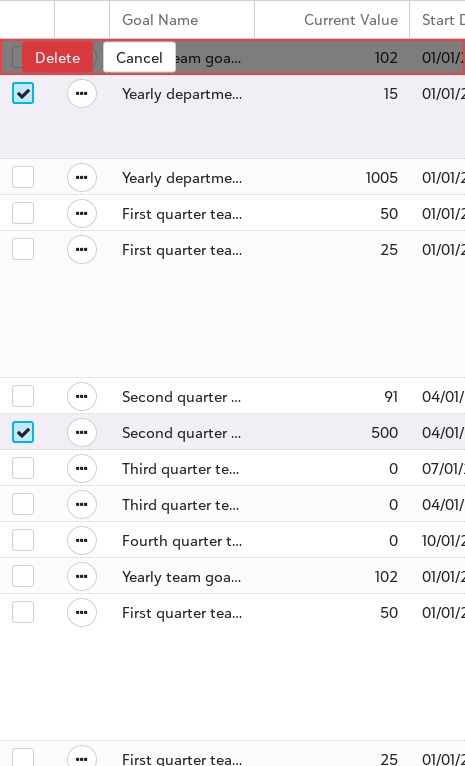 Goal Name Current Value Start D
Delete Cancel eam goa... 102 01/01/2
Yearly departme... 15 01/01/2
Yearly departme... 1005 01/01/2
First quarter tea... 50 01/01/2
First quarter tea... 25 01/01/2
Second quarter ... 91 04/01/
Second quarter ... 500 04/01/
Third quarter te... 0 07/01/
Third quarter te... 0 04/01/
Fourth quarter t... 0 10/01/2
Yearly team goa... 102 01/01/2
First quarter tea... 50 01/01/2
First quarter tea... 25 01/01/2